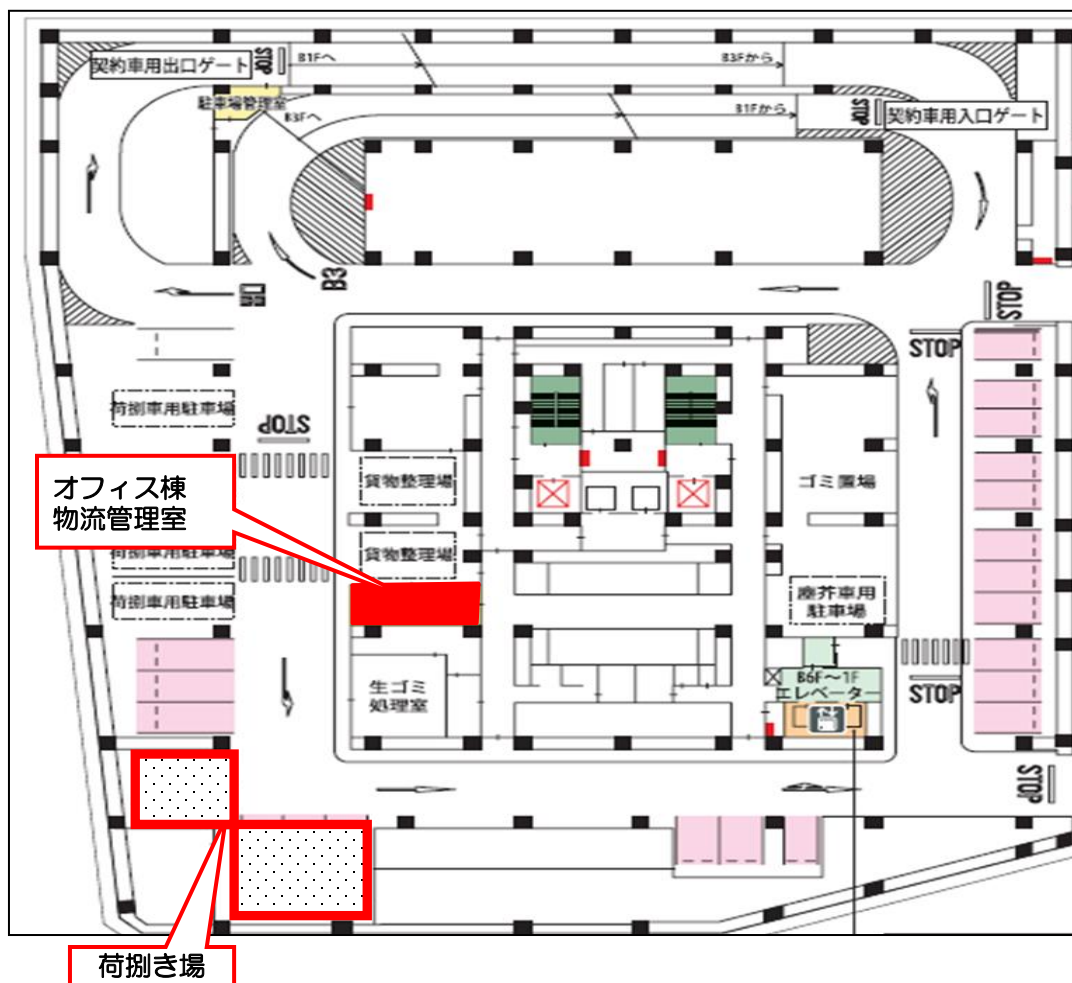 B1Fへ
B3Fから
契約車用出口ゲート
STOP
駐車場管理室
B3Fへ
B1Fから
STOP
契約車用入口ゲート
B3
出口
STOP
STOP
荷捌車用駐車場
STOP
オフィス棟
物流管理室
貨物整理場
ゴミ置場
荷捌車用駐車場
貨物整理場
荷捌車用駐車場
塵芥車用
駐車場
生ゴミ
処理室
B6F～1F
エレベーター
STOP
STOP
荷捌き場